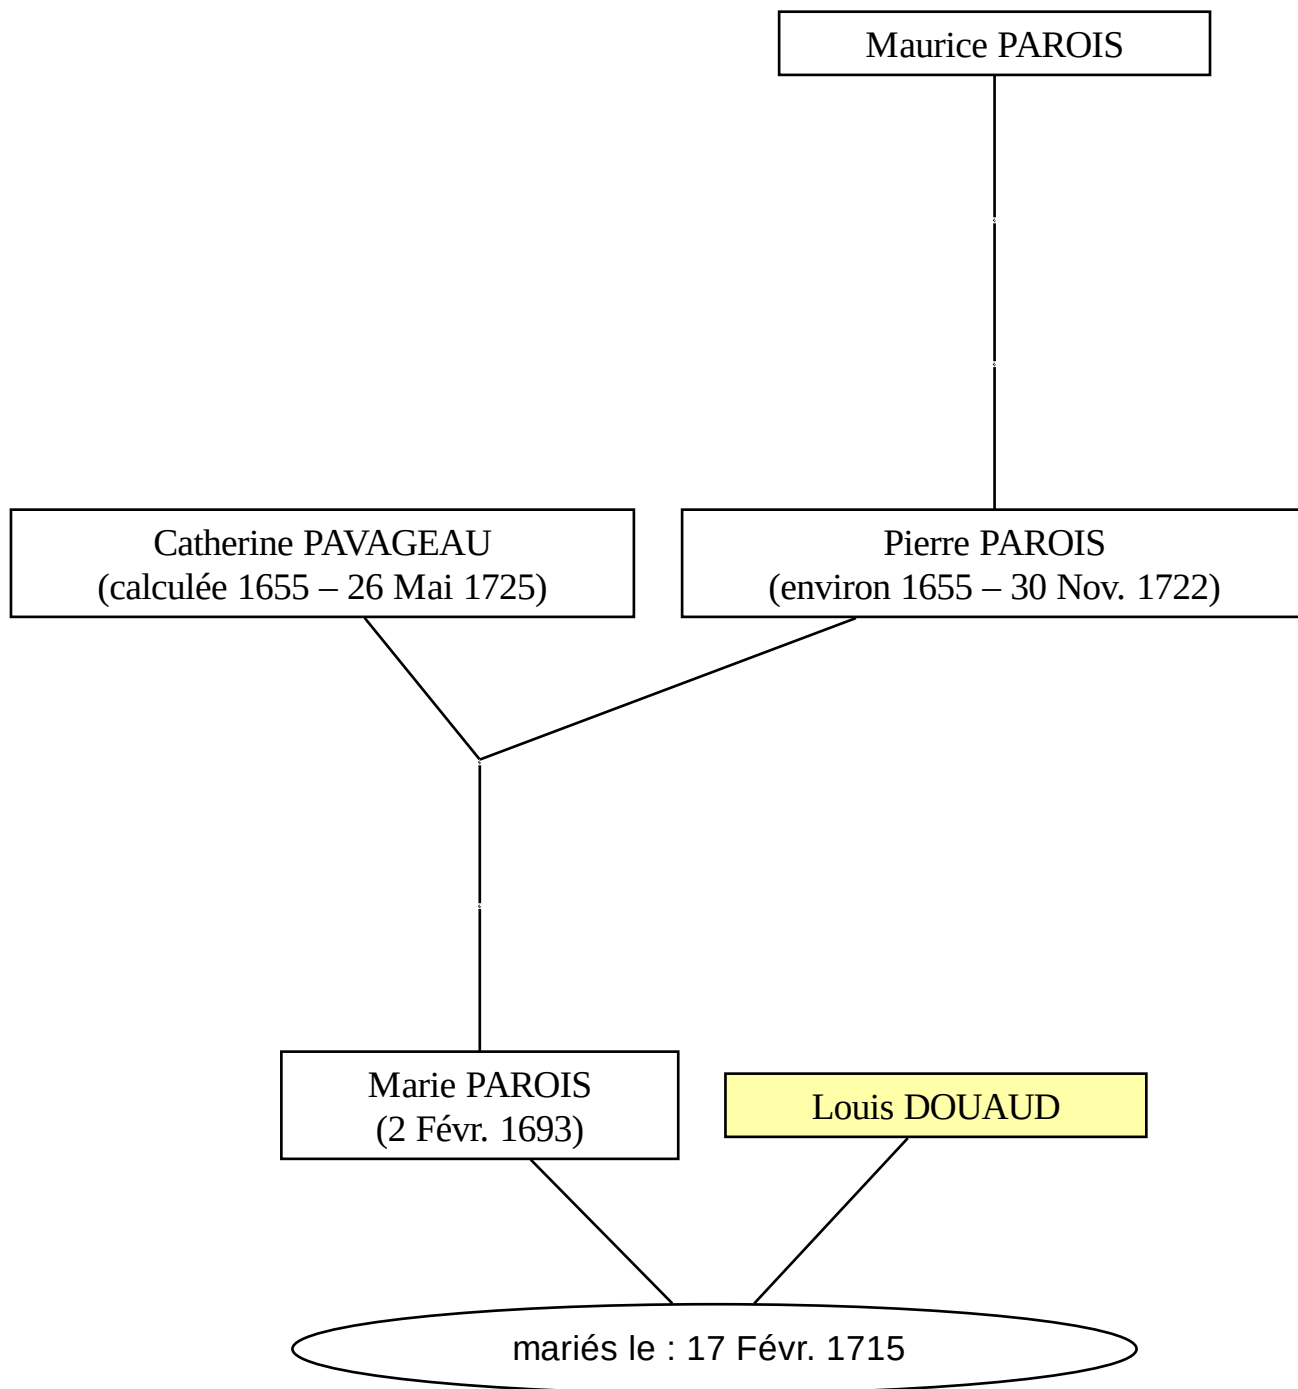 Maurice PAROIS
Catherine PAVAGEAU
(calculée 1655 – 26 Mai 1725)
Pierre PAROIS
(environ 1655 – 30 Nov. 1722)
Marie PAROIS
(2 Févr. 1693)
Louis DOUAUD
mariés le : 17 Févr. 1715